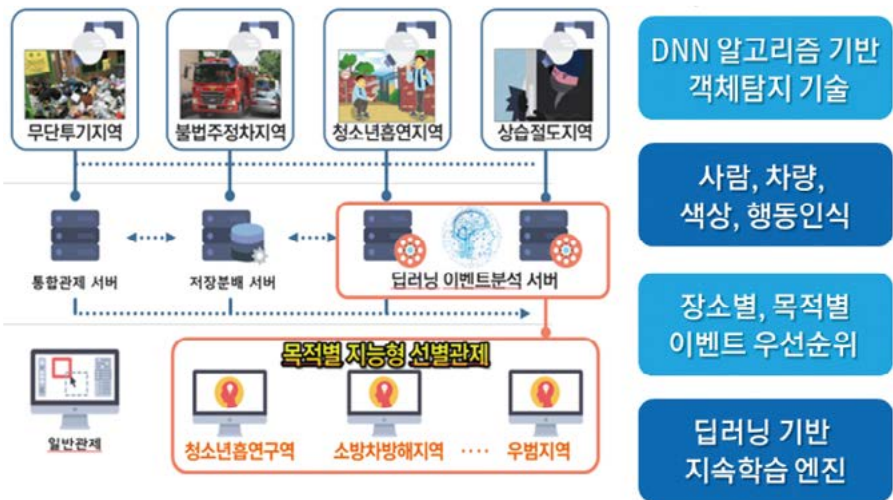 무단투기지역
불법주정차지역
청소년흡연지역
상습절도지역
통합관제 서버
저장분배 서버
딥러닝 이벤트분석 서버
목적별 지능형 선별관제
일반관제
청소년흡연구역
소방차방해지역
....
우범지역
DNN 알고리즘 기반
객체탐지 기술
사람, 차량,
색상, 행동인식
장소별, 목적별
이벤트 우선순위
딥러닝 기반
지속학습 엔진